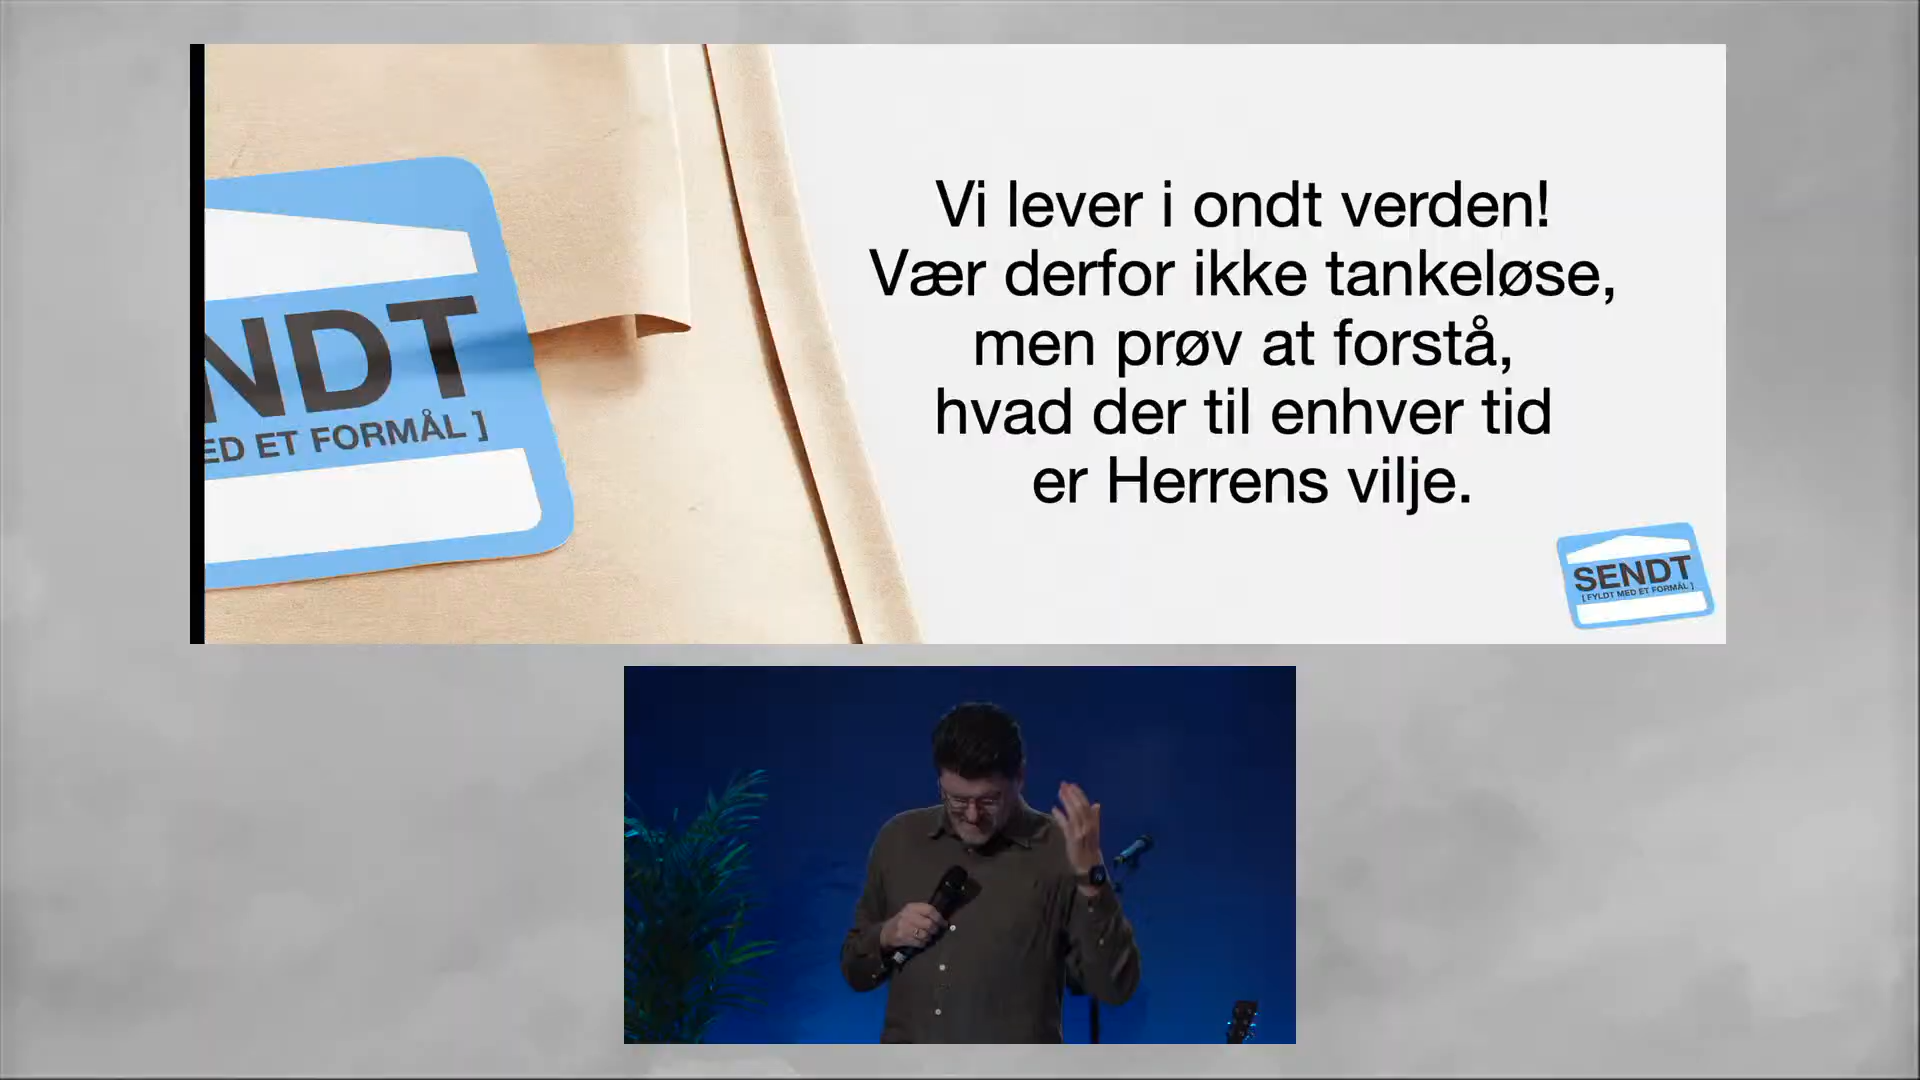 NDT
ED ET FORMÅL ]
Vi lever i ondt verden!
Vær derfor ikke tankeløse,
men prøv at forstå,
hvad der til enhver tid
er Herrens vilje.
SENDT
[ FYLDT MED ET FORMÅL ]